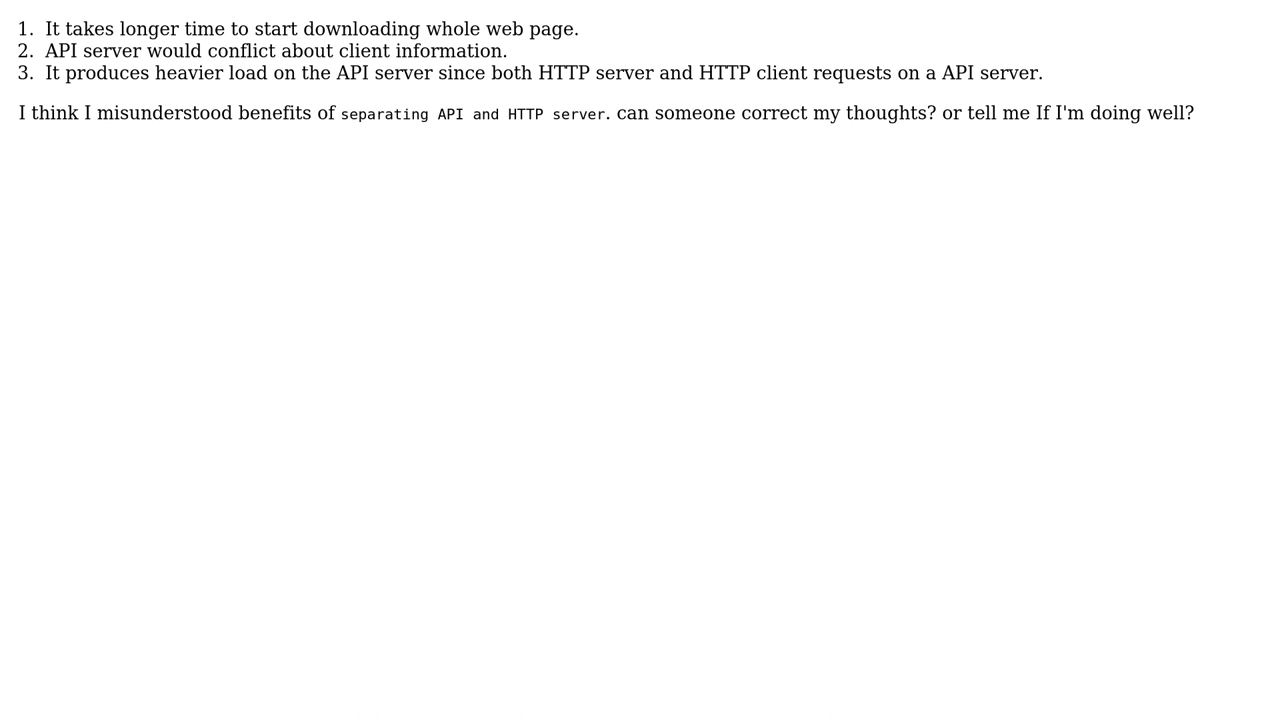 1. It takes longer time to start downloading whole web page.
2. API server would conflict about client information.
3. It produces heavier load on the API server since both HTTP server and HTTP client requests on a API server.
I think I misunderstood benefits of separating API and HTTP server. can someone correct my thoughts? or tell me If I'm doing well?